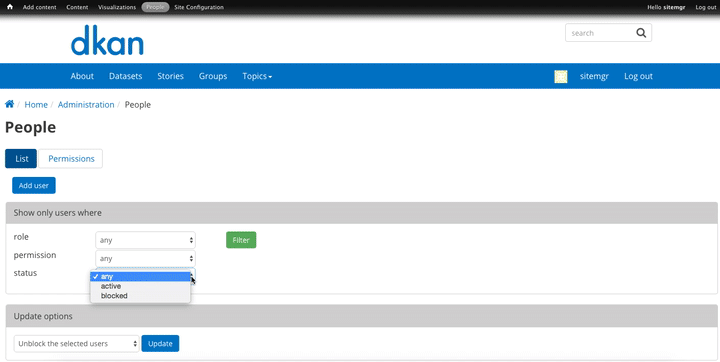 Add content Content Visualizations People Site Configuration Hello sitemgr Log out
dkan
search
About Datasets Stories Groups Topics sitemgr Log out
/ Home / Administration / People
People
List Permissions
Add user
Show only users where
role any Filter
permission any
status
✓ any
active
blocked
Update options
Unblock the selected users Update